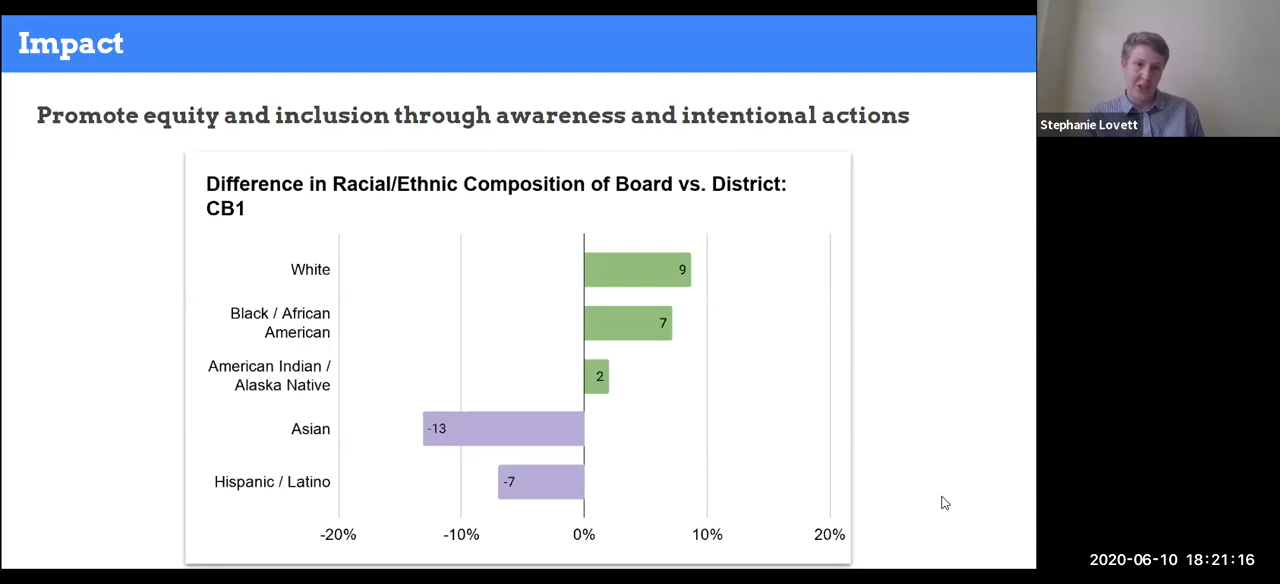 Impact
Promote equity and inclusion through awareness and intentional actions
Difference in Racial/Ethnic Composition of Board vs. District:
CB1
White
9
Black / African
American
7
American Indian /
Alaska Native
2
Asian
-13
Hispanic / Latino
-7
-20%
-10%
0%
10%
20%
Stephanie Lovett
2020-06-10 18:21:16